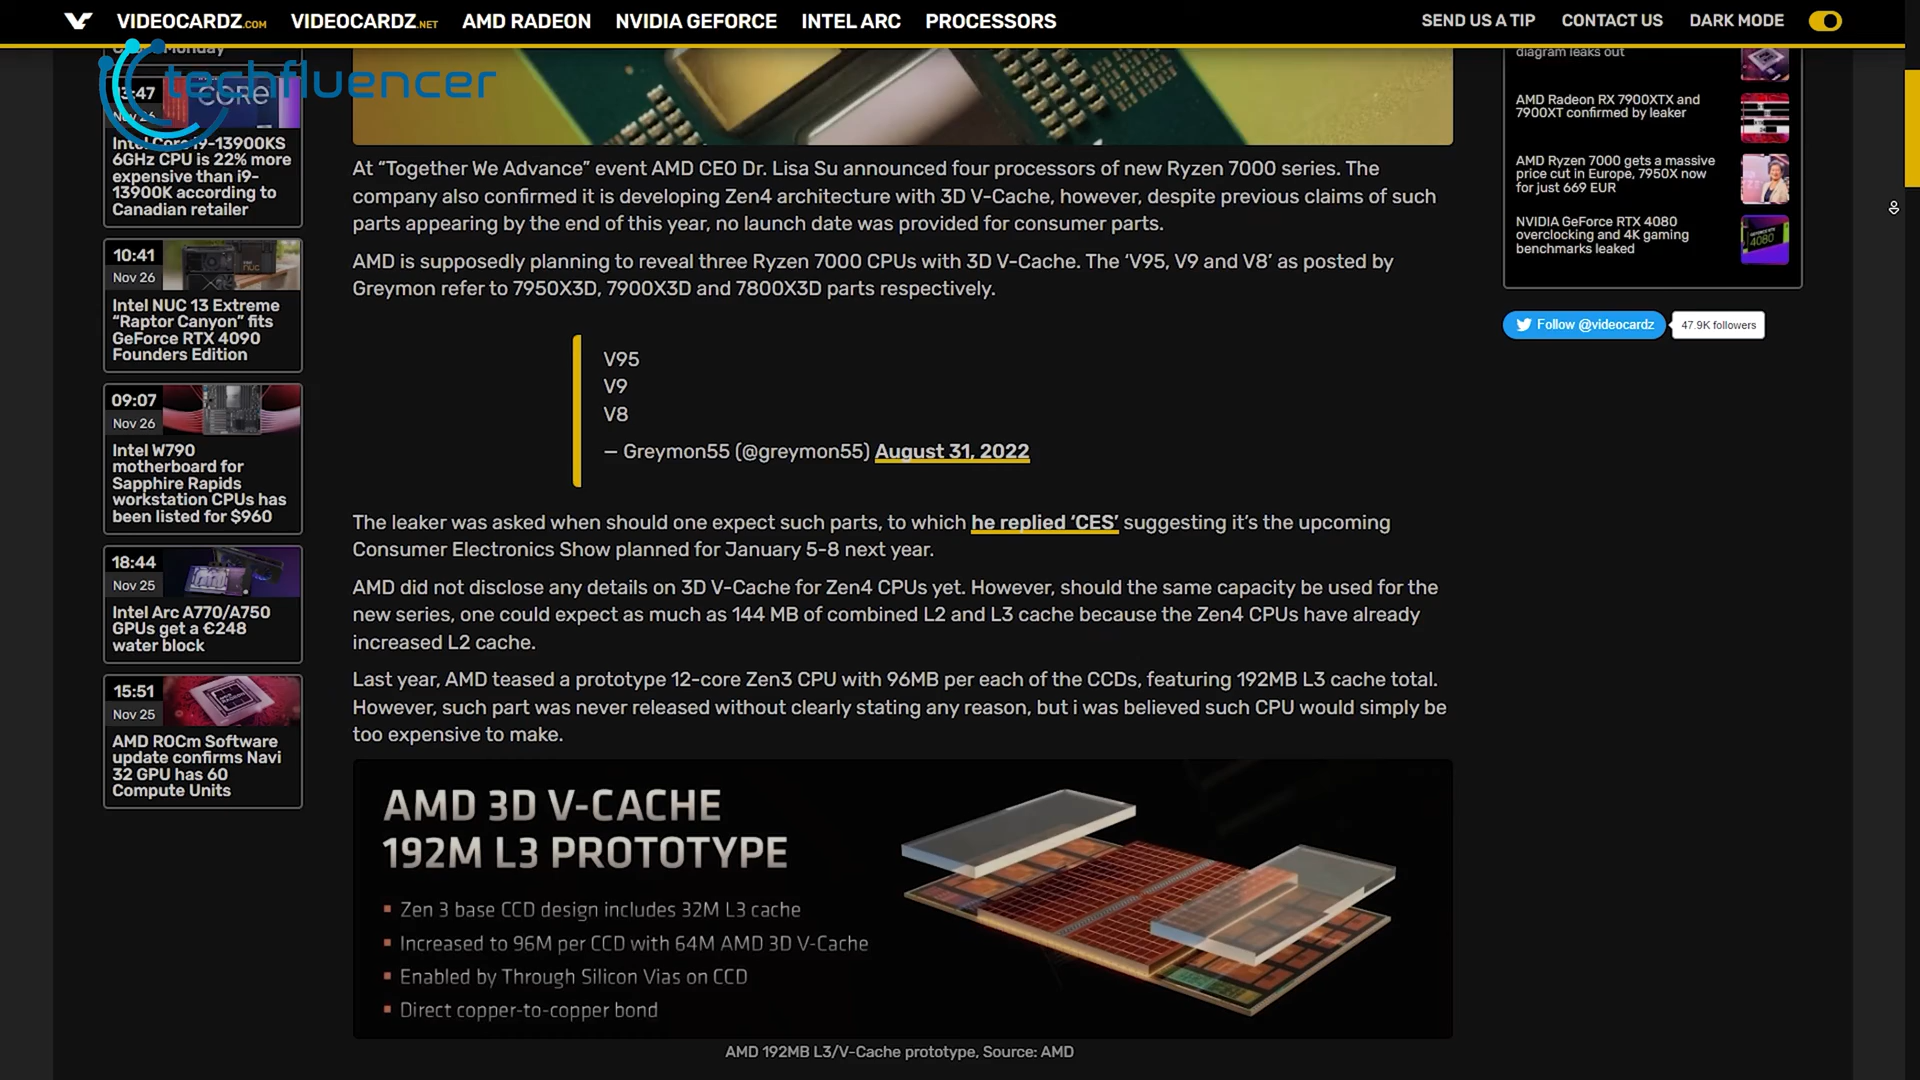 VIDEOCARDZ.COM VIDEOCARDZ.NET AMD RADEON NVIDIA GEFORCE INTEL ARC PROCESSORS SEND US A TIP CONTACT US DARK MODE
techfluencer
Monday
13:47
Nov 26
CORE
Intel Core i9-13900KS
6GHz CPU is 22% more
expensive than i9-
13900K according to
Canadian retailer
10:41
Nov 26
Intel NUC 13 Extreme
“Raptor Canyon” fits
GeForce RTX 4090
Founders Edition
09:07
Nov 26
Intel W790
motherboard for
Sapphire Rapids
workstation CPUs has
been listed for $960
18:44
Nov 25
Intel Arc A770/A750
GPUs get a €248
water block
15:51
Nov 25
AMD ROCm Software
update confirms Navi
32 GPU has 60
Compute Units
At “Together We Advance” event AMD CEO Dr. Lisa Su announced four processors of new Ryzen 7000 series. The
company also confirmed it is developing Zen4 architecture with 3D V-Cache, however, despite previous claims of such
parts appearing by the end of this year, no launch date was provided for consumer parts.
AMD is supposedly planning to reveal three Ryzen 7000 CPUs with 3D V-Cache. The ‘V95, V9 and V8’ as posted by
Greymon refer to 7950X3D, 7900X3D and 7800X3D parts respectively.
V95
V9
V8
— Greymon55 (@greymon55) August 31, 2022
The leaker was asked when should one expect such parts, to which he replied ‘CES’ suggesting it’s the upcoming
Consumer Electronics Show planned for January 5-8 next year.
AMD did not disclose any details on 3D V-Cache for Zen4 CPUs yet. However, should the same capacity be used for the
new series, one could expect as much as 144 MB of combined L2 and L3 cache because the Zen4 CPUs have already
increased L2 cache.
Last year, AMD teased a prototype 12-core Zen3 CPU with 96MB per each of the CCDs, featuring 192MB L3 cache total.
However, such part was never released without clearly stating any reason, but i was believed such CPU would simply be
too expensive to make.
AMD 3D V-CACHE
192M L3 PROTOTYPE
Zen 3 base CCD design includes 32M L3 cache
Increased to 96M per CCD with 64M AMD 3D V-Cache
Enabled by Through Silicon Vias on CCD
Direct copper-to-copper bond
AMD 192MB L3/V-Cache prototype, Source: AMD
diagram leaks out
AMD Radeon RX 7900XTX and
7900XT confirmed by leaker
AMD Ryzen 7000 gets a massive
price cut in Europe, 7950X now
for just 669 EUR
NVIDIA GeForce RTX 4080
overclocking and 4K gaming
benchmarks leaked
4080
Follow @videocardz 47.9K followers